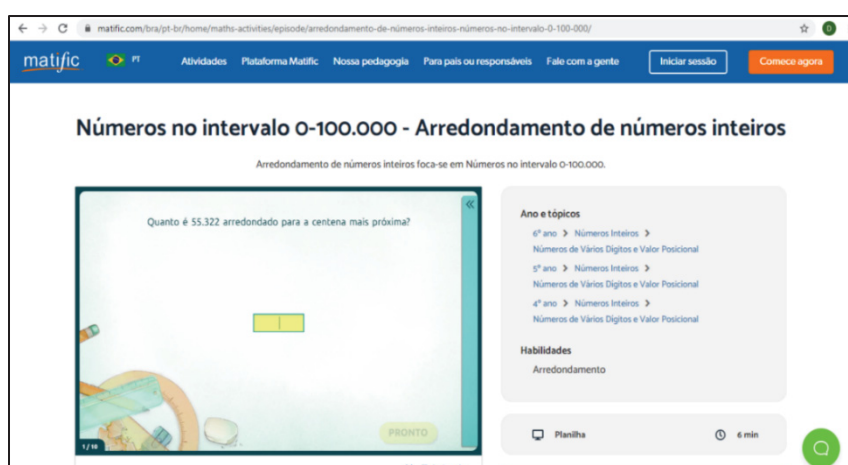 matific.com/bra/pt-br/home/maths-activities/episode/arredondamento-de-números-inteiros-números-no-intervalo-0-100-000/
D
matific PT Atividades Plataforma Matific Nossa pedagogia Para pais ou responsáveis Fale com a gente Iniciar sessão Comece agora
Números no intervalo 0-100.000 - Arredondamento de números inteiros
Arredondamento de números inteiros foca-se em Números no intervalo 0-100.000.
Quanto é 55.322 arredondado para a centena mais próxima?
PRONTO
1/10
Ano e tópicos
6º ano > Números Inteiros >
Números de Vários Dígitos e Valor Posicional
5º ano > Números Inteiros >
Números de Vários Dígitos e Valor Posicional
4º ano > Números Inteiros >
Números de Vários Dígitos e Valor Posicional
Habilidades
Arredondamento
Planilha 6 min